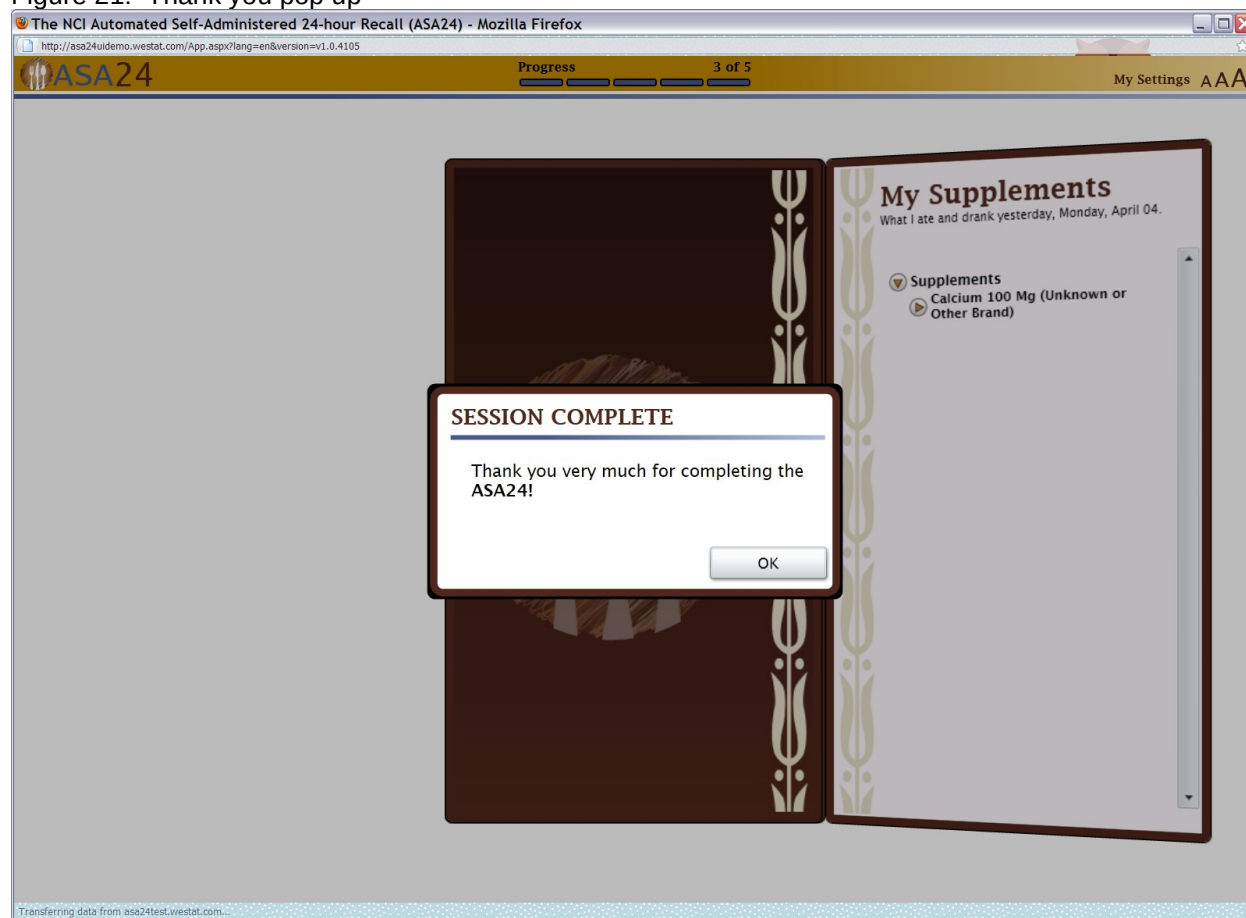 Figure 21. Thank you pop up
The NCI Automated Self-Administered 24-hour Recall (ASA24) - Mozilla Firefox
http://asa24uidemo.westat.com/App.aspx?lang=en&version=v1.0.4105
ASA24
Progress 3 of 5
My Settings A A A
My Supplements
What I ate and drank yesterday, Monday, April 04.
Supplements
Calcium 100 Mg (Unknown or
Other Brand)
SESSION COMPLETE
Thank you very much for completing the
ASA24!
OK
Transferring data from asa24test.westat.com...